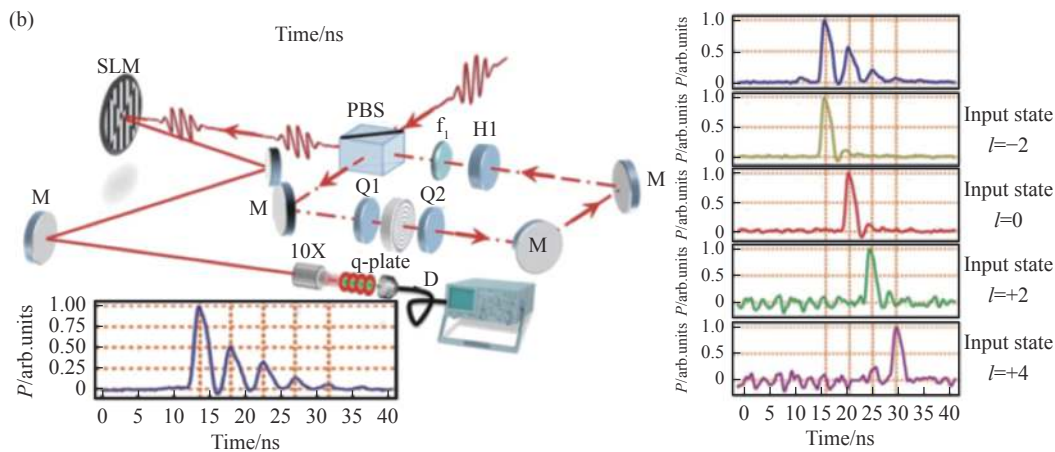 (b)
Time/ns
SLM
PBS
f1
H1
M
Q1
Q2
M
M
M
10X
q-plate
D
P/arb.units
1.00
0.75
0.50
0.25
0
0 5 10 15 20 25 30 35 40
Time/ns
P/arb.units
1.0
0.5
0
P/arb.units
1.0
0.5
0
Input state
l=−2
P/arb.units
1.0
0.5
0
Input state
l=0
P/arb.units
1.0
0.5
0
Input state
l=+2
P/arb.units
1.0
0.5
0
Input state
l=+4
0 5 10 15 20 25 30 35 40
Time/ns